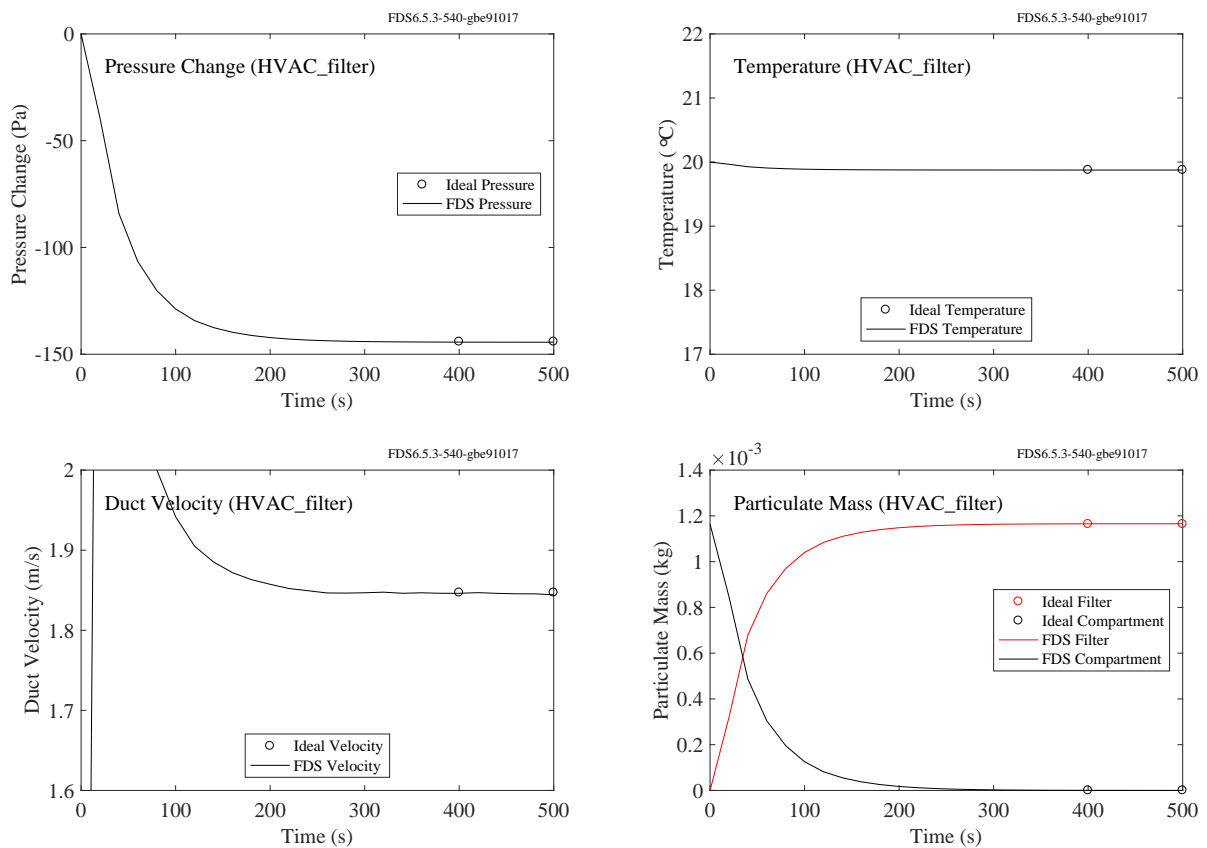 FDS6.5.3-540-gbe91017
Pressure Change (HVAC_filter)
Pressure Change (Pa)
0
-50
-100
-150
Ideal Pressure
FDS Pressure
0 100 200 300 400 500
Time (s)
FDS6.5.3-540-gbe91017
Temperature (HVAC_filter)
Temperature (°C)
22
21
20
19
18
17
Ideal Temperature
FDS Temperature
0 100 200 300 400 500
Time (s)
FDS6.5.3-540-gbe91017
Duct Velocity (HVAC_filter)
Duct Velocity (m/s)
2
1.9
1.8
1.7
1.6
Ideal Velocity
FDS Velocity
0 100 200 300 400 500
Time (s)
FDS6.5.3-540-gbe91017
×10⁻³
Particulate Mass (HVAC_filter)
Particulate Mass (kg)
1.4
1.2
1
0.8
0.6
0.4
0.2
0
Ideal Filter
Ideal Compartment
FDS Filter
FDS Compartment
0 100 200 300 400 500
Time (s)